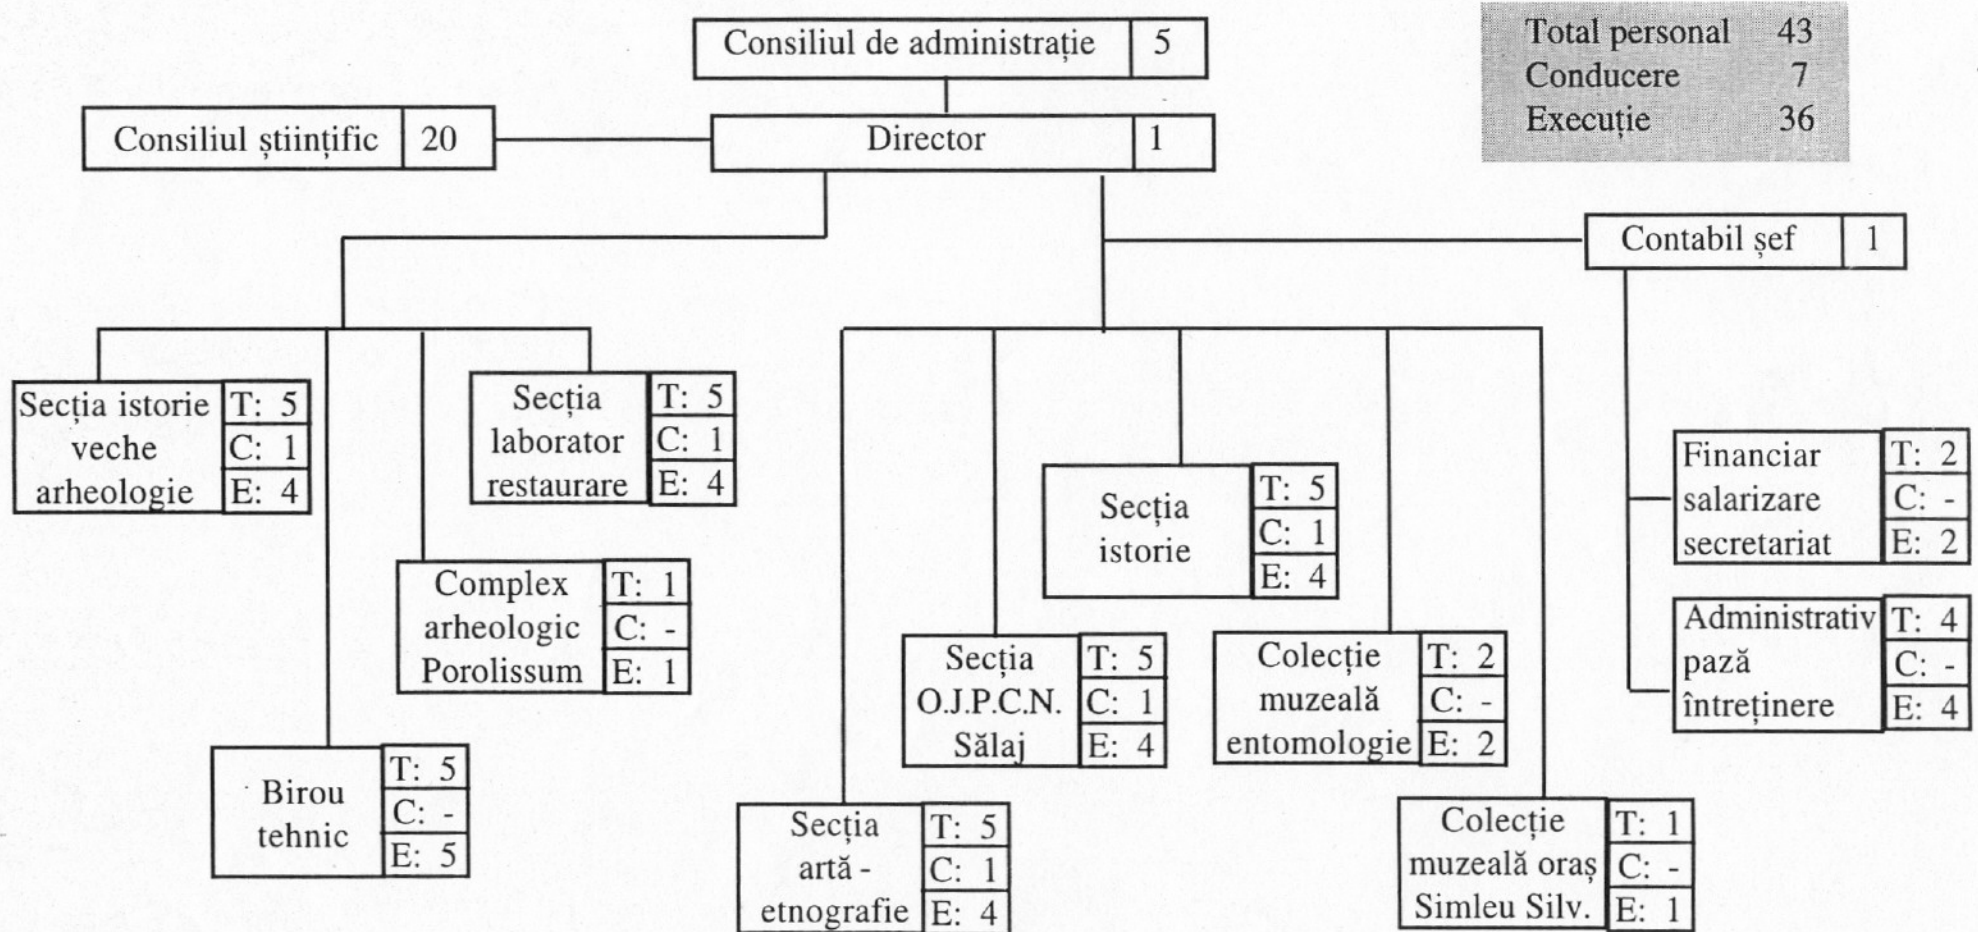 Consiliul de administrație 5
Total personal 43
Conducere 7
Execuție 36
Consiliul științific 20
Director 1
Contabil șef 1
Secția istorie
veche
arheologie
T: 5
C: 1
E: 4
Secția
laborator
restaurare
T: 5
C: 1
E: 4
Complex
arheologic
Porolissum
T: 1
C: -
E: 1
Birou
tehnic
T: 5
C: -
E: 5
Secția
istorie
T: 5
C: 1
E: 4
Secția
O.J.P.C.N.
Sălaj
T: 5
C: 1
E: 4
Colecție
muzeală
entomologie
T: 2
C: -
E: 2
Secția
artă -
etnografie
T: 5
C: 1
E: 4
Colecție
muzeală oraș
Simleu Silv.
T: 1
C: -
E: 1
Financiar
salarizare
secretariat
T: 2
C: -
E: 2
Administrativ
pază
întreținere
T: 4
C: -
E: 4